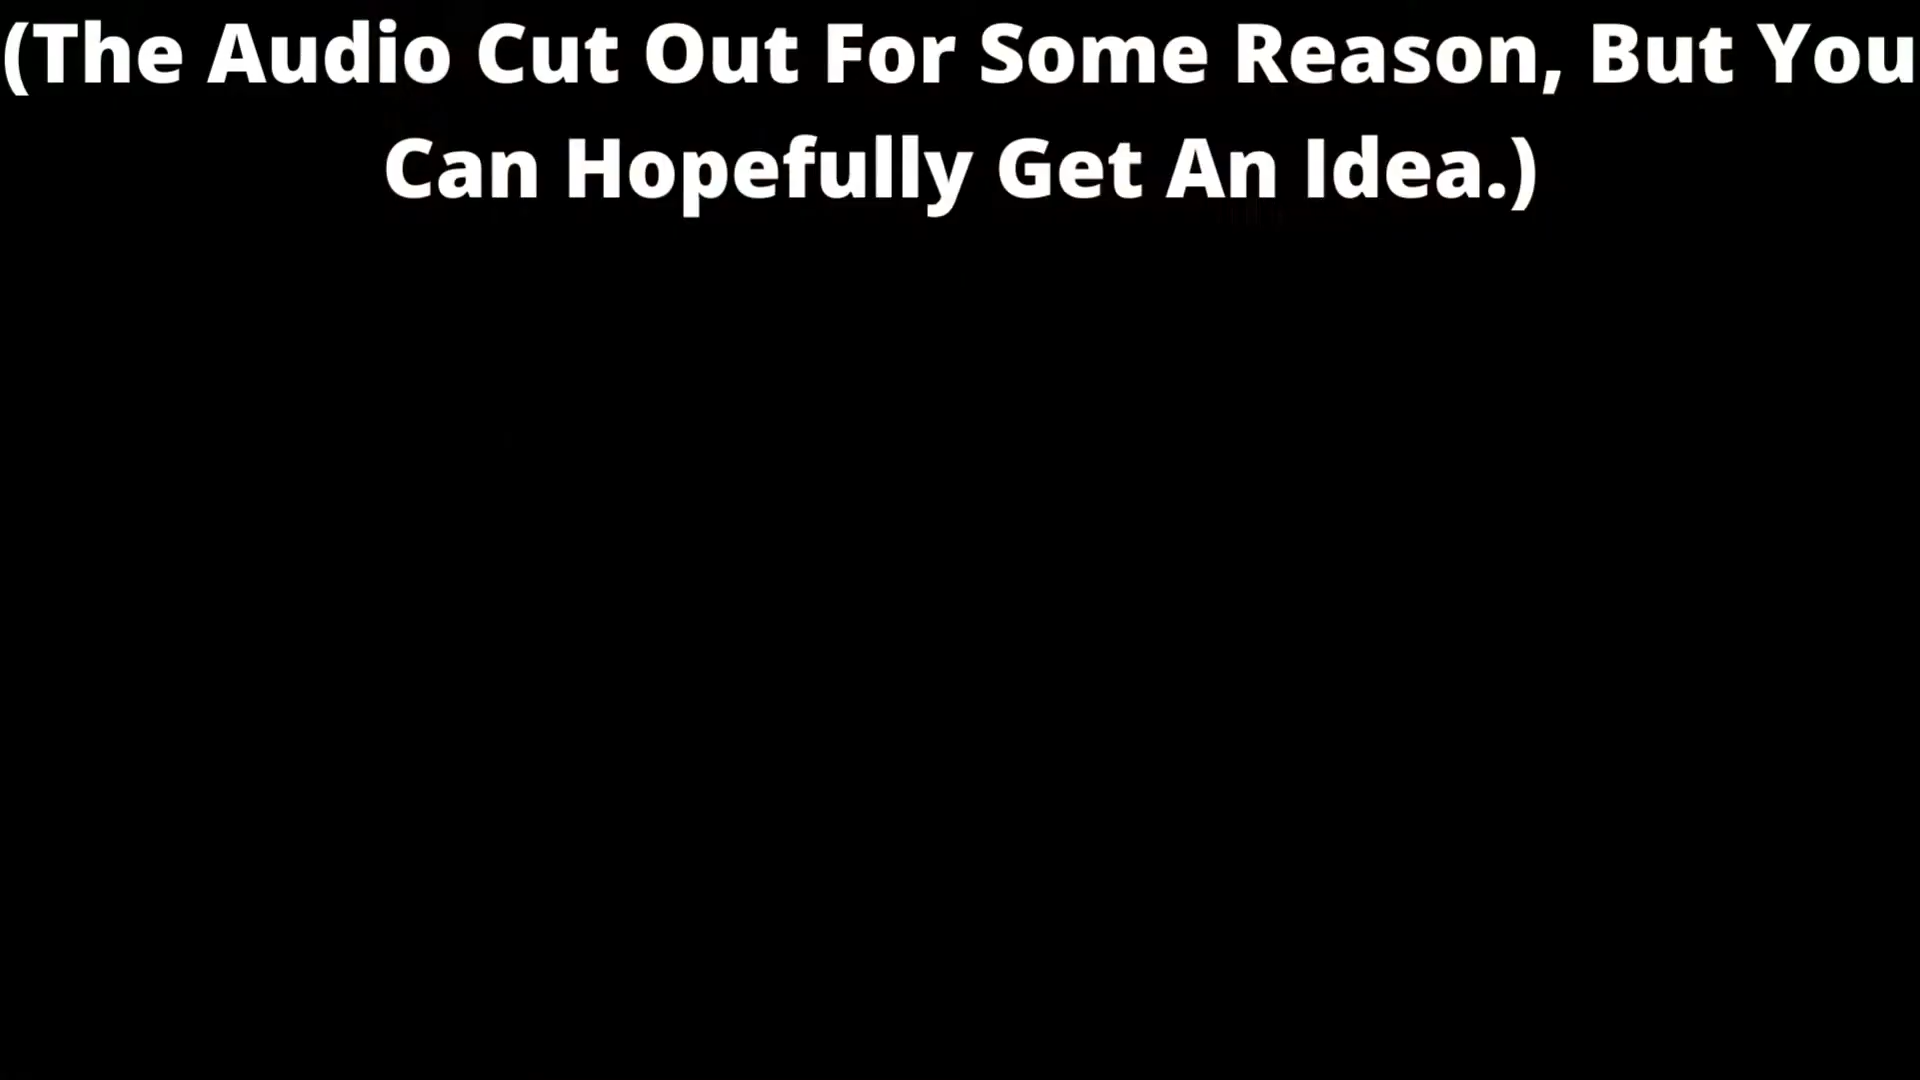 (The Audio Cut Out For Some Reason, But You
Can Hopefully Get An Idea.)